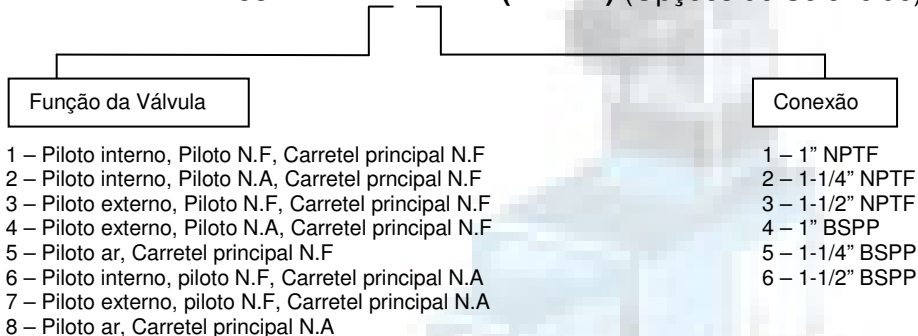 (Opções de Solenóide)
Função da Válvula
Conexão
1 – Piloto interno, Piloto N.F, Carretel principal N.F
2 – Piloto interno, Piloto N.A, Carretel prncipal N.F
3 – Piloto externo, Piloto N.F, Carretel principal N.F
4 – Piloto externo, Piloto N.A, Carretel principal N.F
5 – Piloto ar, Carretel principal N.F
6 – Piloto interno, piloto N.F, Carretel principal N.A
7 – Piloto externo, piloto N.F, Carretel principal N.A
8 – Piloto ar, Carretel principal N.A
1 – 1” NPTF
2 – 1-1/4” NPTF
3 – 1-1/2” NPTF
4 – 1” BSPP
5 – 1-1/4” BSPP
6 – 1-1/2” BSPP